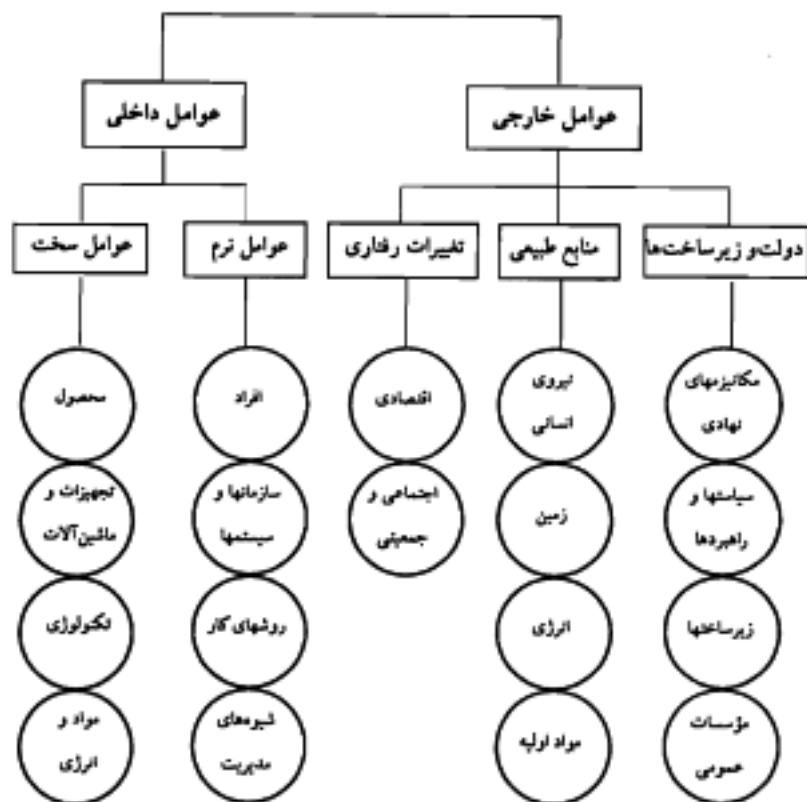 عوامل خارجی
عوامل داخلی
دولت و زیرساخت‌ها
منابع طبیعی
تغییرات رفتاری
عوامل نرم
عوامل سخت
مکانیزمهای
نهادی
سیاستها و
راهبردها
زیرساختها
مؤسسات
عمومی
نیروی
انسانی
زمین
انرژی
مواد اولیه
اقتصادی
اجتماعی و
جمعیتی
افراد
سازمانها و
سیستمها
روشهای کار
شیوه‌های
مدیریت
محصول
تجهیزات و
ماشین‌آلات
تکنولوژی
مواد و
انرژی